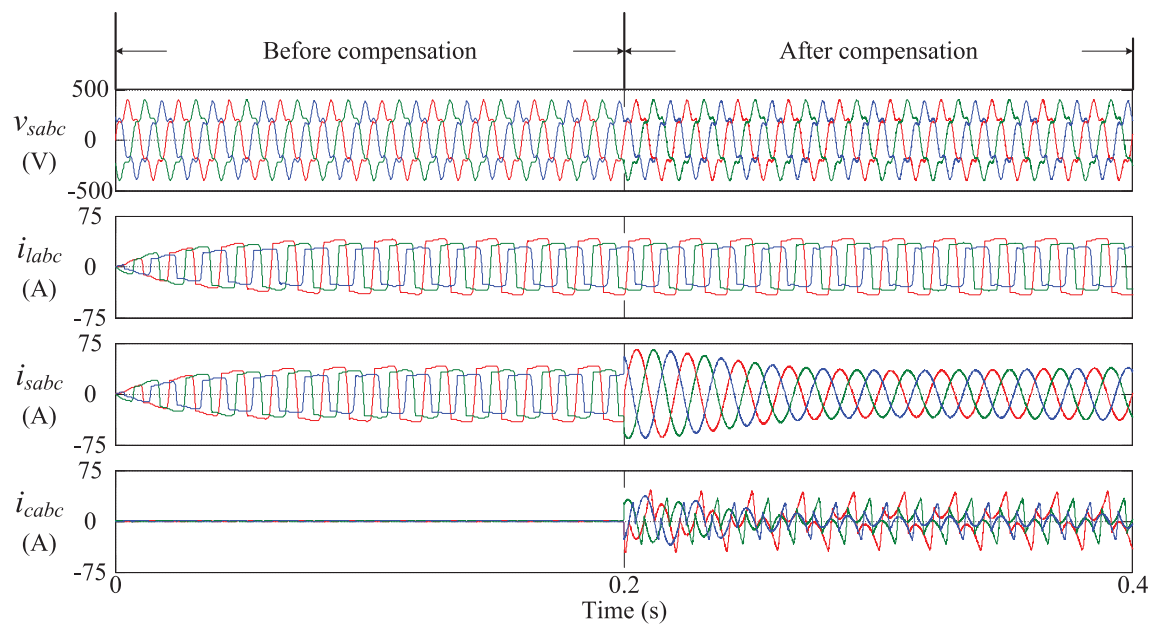 Before compensation After compensation
500
v_sabc 0
(V)
-500
75
i_labc 0
(A)
-75
75
i_sabc 0
(A)
-75
75
i_cabc 0
(A)
-75
0 0.2 0.4
Time (s)